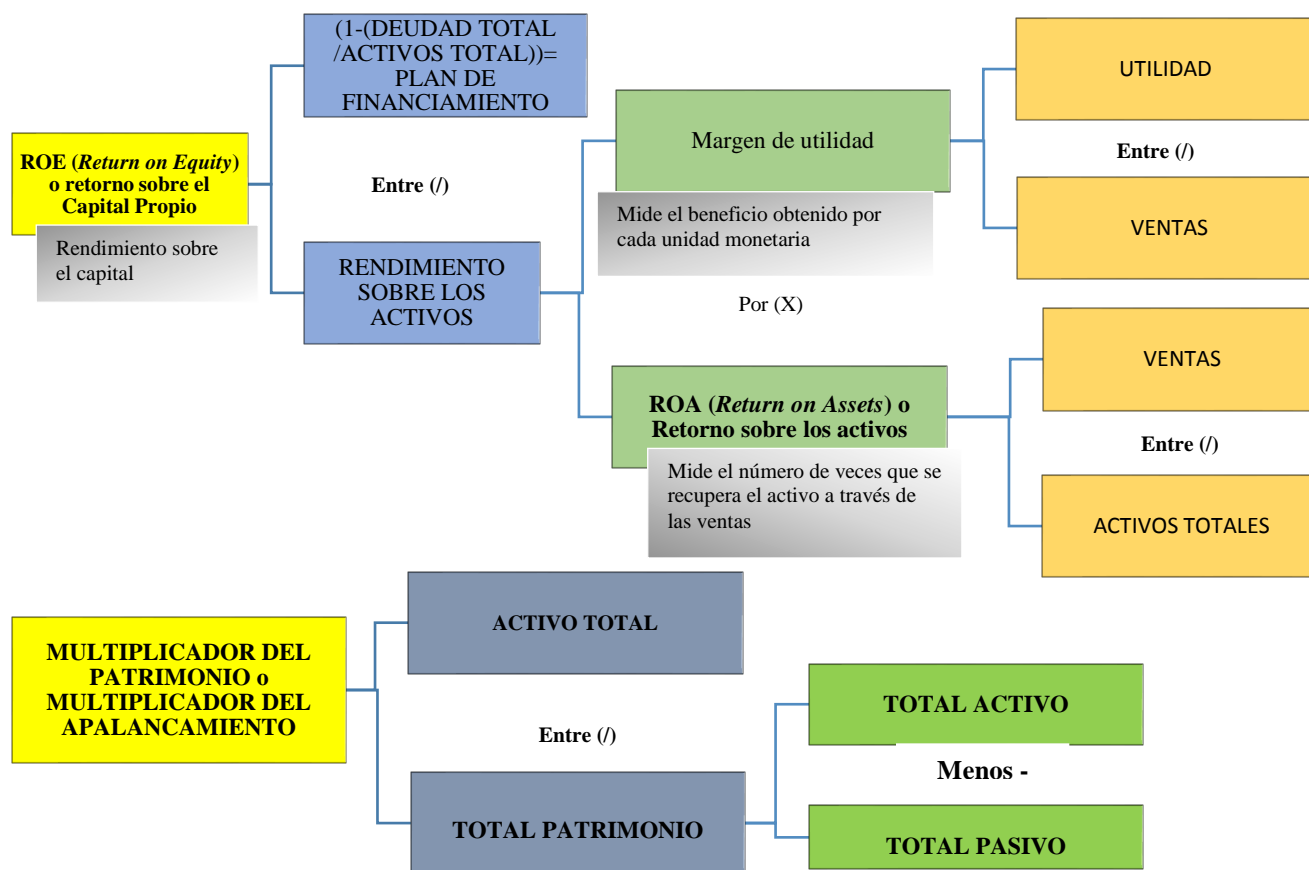 (1-(DEUDAD TOTAL
/ACTIVOS TOTAL))=
PLAN DE
FINANCIAMIENTO
ROE (Return on Equity)
o retorno sobre el
Capital Propio
Rendimiento sobre
el capital
Entre (/)
RENDIMIENTO
SOBRE LOS
ACTIVOS
Margen de utilidad
Mide el beneficio obtenido por
cada unidad monetaria
Por (X)
ROA (Return on Assets) o
Retorno sobre los activos
Mide el número de veces que se
recupera el activo a través de
las ventas
UTILIDAD
Entre (/)
VENTAS
VENTAS
Entre (/)
ACTIVOS TOTALES
MULTIPLICADOR DEL
PATRIMONIO o
MULTIPLICADOR DEL
APALANCAMIENTO
ACTIVO TOTAL
Entre (/)
TOTAL PATRIMONIO
TOTAL ACTIVO
Menos -
TOTAL PASIVO